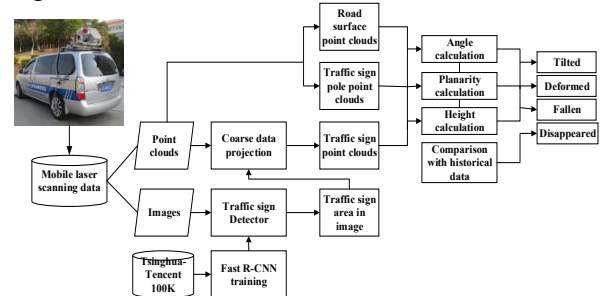 Road
surface
point clouds
Traffic sign
pole point
clouds
Angle
calculation
Planarity
calculation
Height
calculation
Comparison
with historical
data
Tilted
Deformed
Fallen
Disappeared
Point
clouds
Coarse data
projection
Traffic sign
point clouds
Mobile laser
scanning data
Images
Traffic sign
Detector
Traffic sign
area in
image
Tsinghua-
Tencent
100K
Fast R-CNN
training